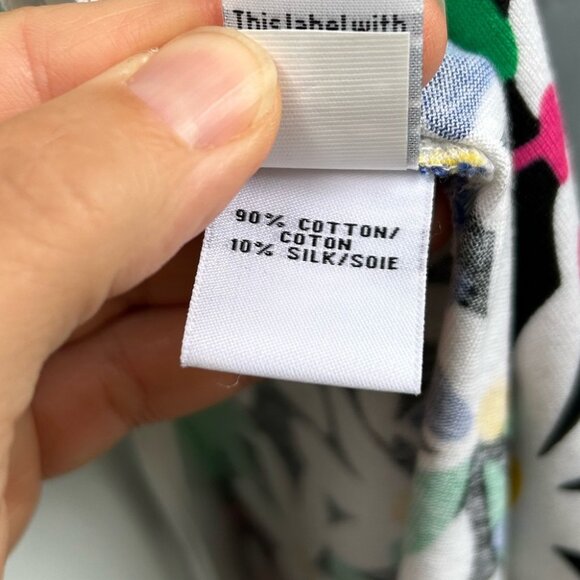 This label with
90% COTTON/
COTON
10% SILK/SOIE